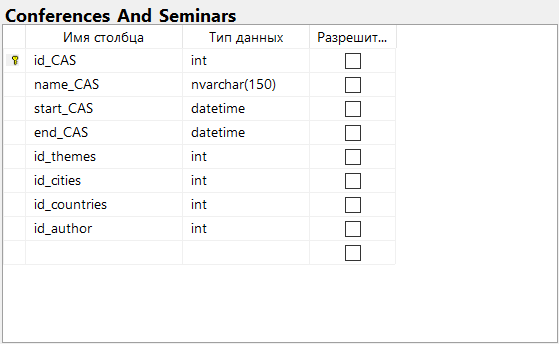 Conferences And Seminars
Имя столбца Тип данных Разрешит...
id_CAS int
name_CAS nvarchar(150)
start_CAS datetime
end_CAS datetime
id_themes int
id_cities int
id_countries int
id_author int